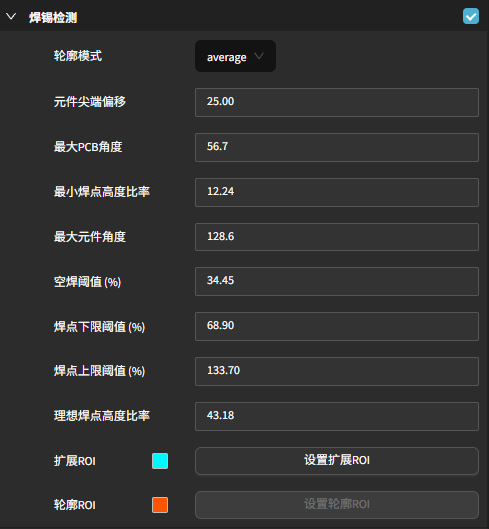 焊锡检测
轮廓模式 average
元件尖端偏移 25.00
最大PCB角度 56.7
最小焊点高度比率 12.24
最大元件角度 128.6
空焊阈值 (%) 34.45
焊点下限阈值 (%) 68.90
焊点上限阈值 (%) 133.70
理想焊点高度比率 43.18
扩展ROI 设置扩展ROI
轮廓ROI 设置轮廓ROI